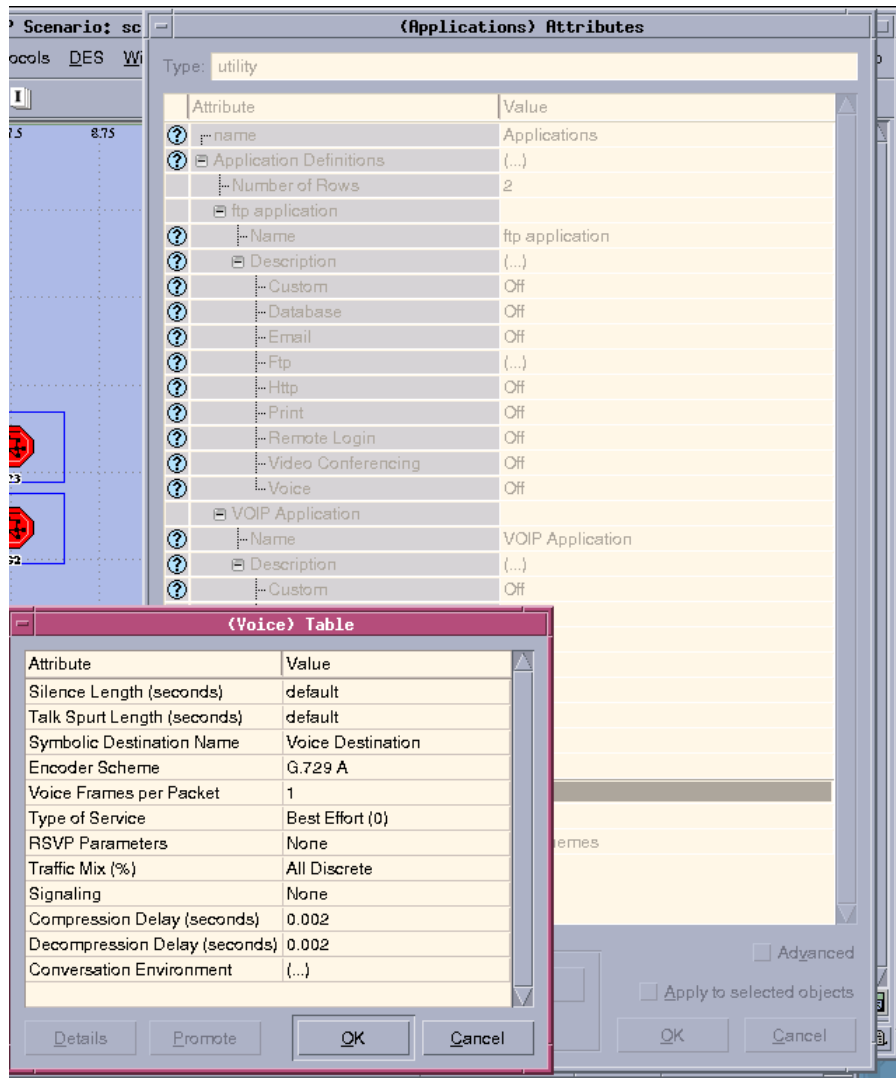 P Scenario: sc
(Applications) Attributes
ocols DES Wi
Type: utility
I
Attribute Value
7.5 8.75
name Applications
Application Definitions (...)
Number of Rows 2
ftp application
Name ftp application
Description (...)
Custom Off
Database Off
Email Off
Ftp (...)
Http Off
Print Off
Remote Login Off
Video Conferencing Off
Voice Off
VOIP Application
Name VOIP Application
Description (...)
Custom Off
(Voice) Table
Attribute Value
Silence Length (seconds) default
Talk Spurt Length (seconds) default
Symbolic Destination Name Voice Destination
Encoder Scheme G.729 A
Voice Frames per Packet 1
Type of Service Best Effort (0)
RSVP Parameters None
emes
Traffic Mix (%) All Discrete
Signaling None
Compression Delay (seconds) 0.002
Decompression Delay (seconds) 0.002
Conversation Environment (...)
Advanced
Apply to selected objects
Details Promote OK Cancel
OK Cancel